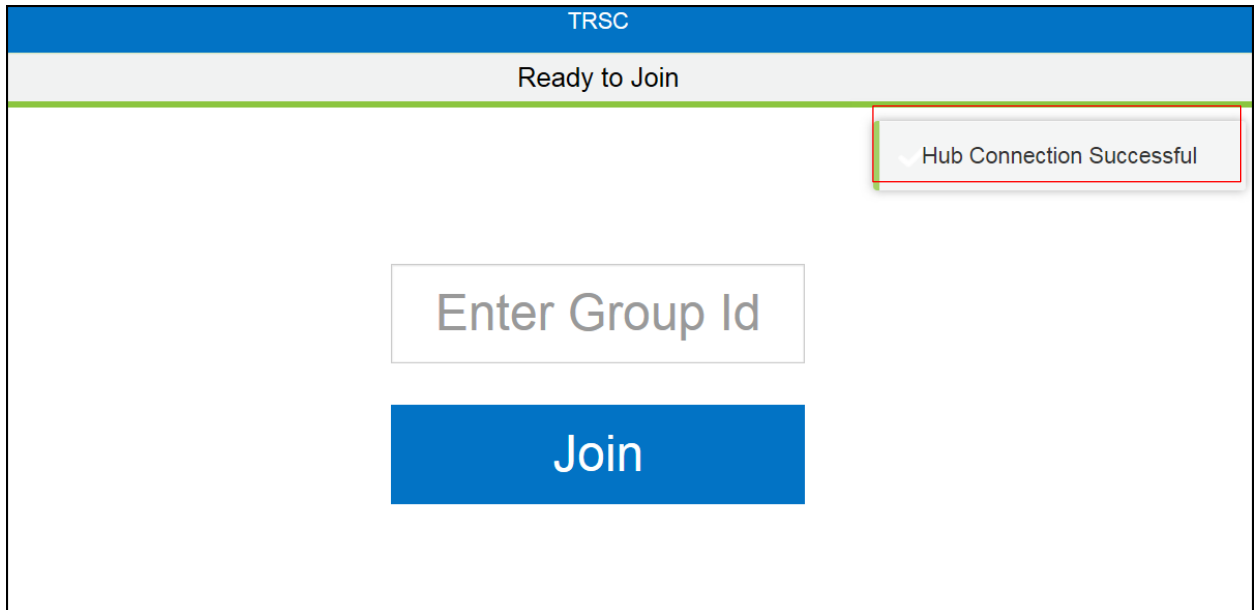 TRSC
Ready to Join
Hub Connection Successful
Enter Group Id
Join